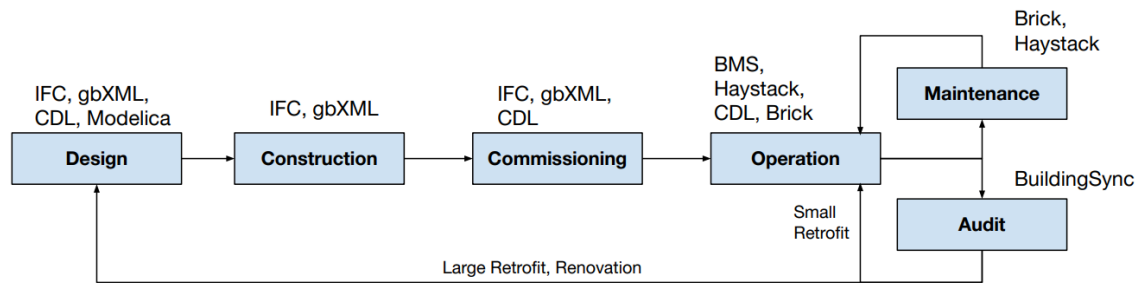 IFC, gbXML,
CDL, Modelica
Design
IFC, gbXML
Construction
IFC, gbXML,
CDL
Commissioning
BMS,
Haystack,
CDL, Brick
Operation
Brick,
Haystack
Maintenance
BuildingSync
Audit
Small
Retrofit
Large Retrofit, Renovation